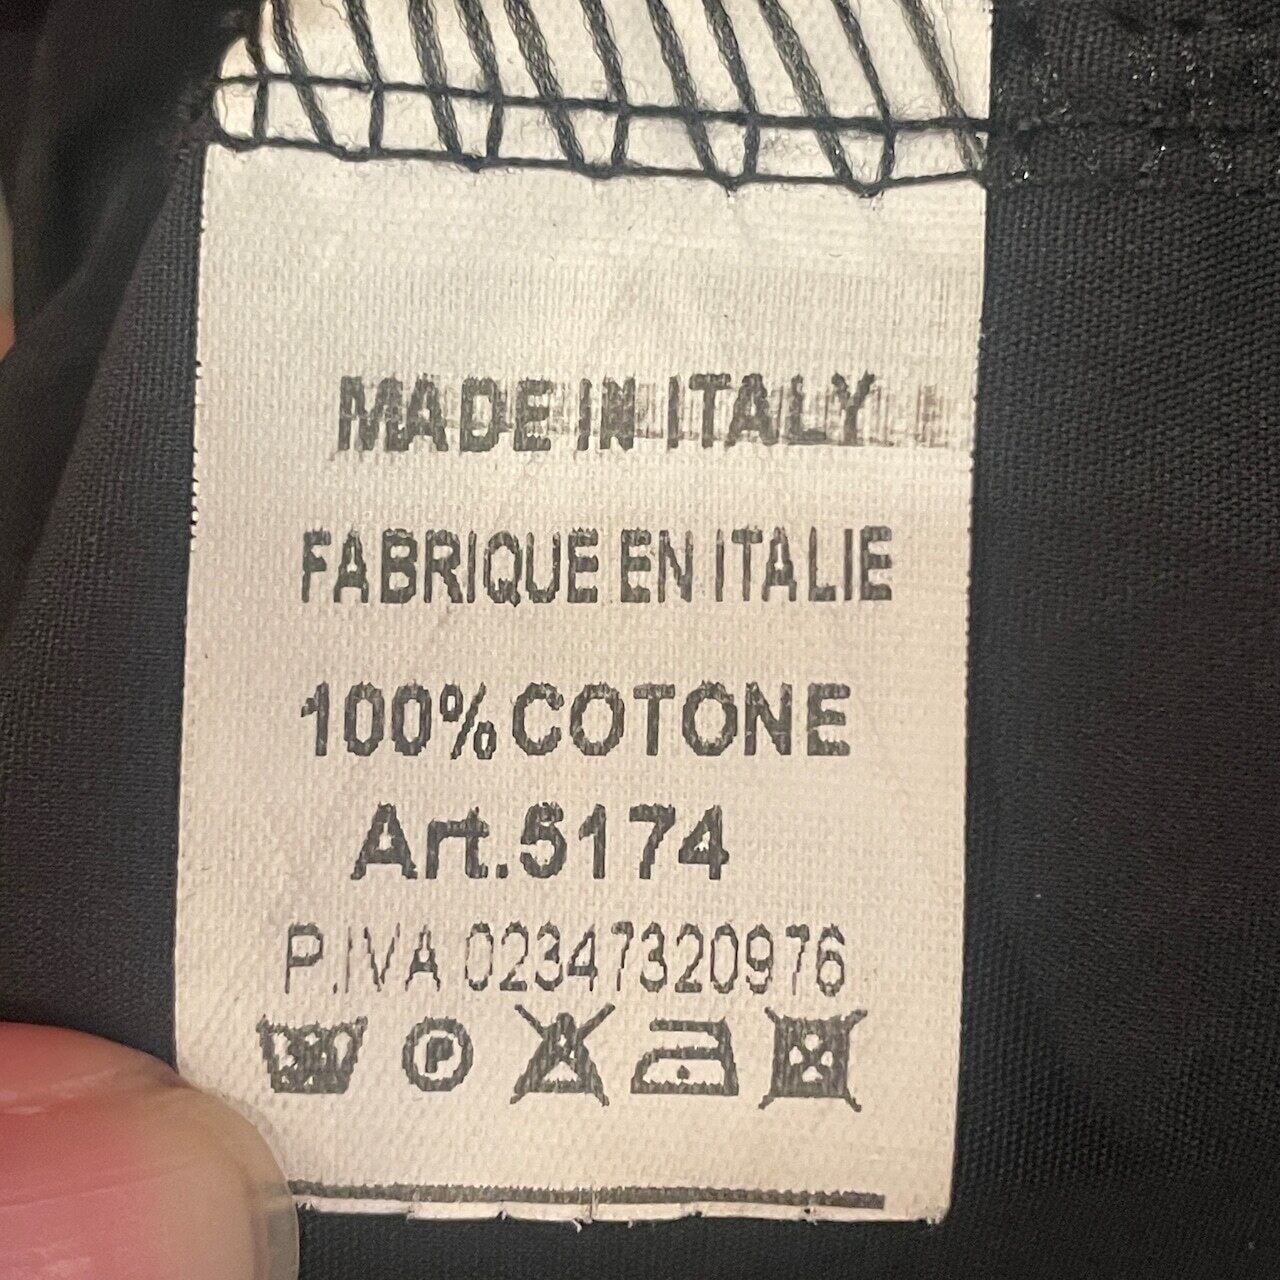 MADE IN ITALY
FABRIQUE EN ITALIE
100% COTONE
Art.5174
P.IVA 02347320976
P